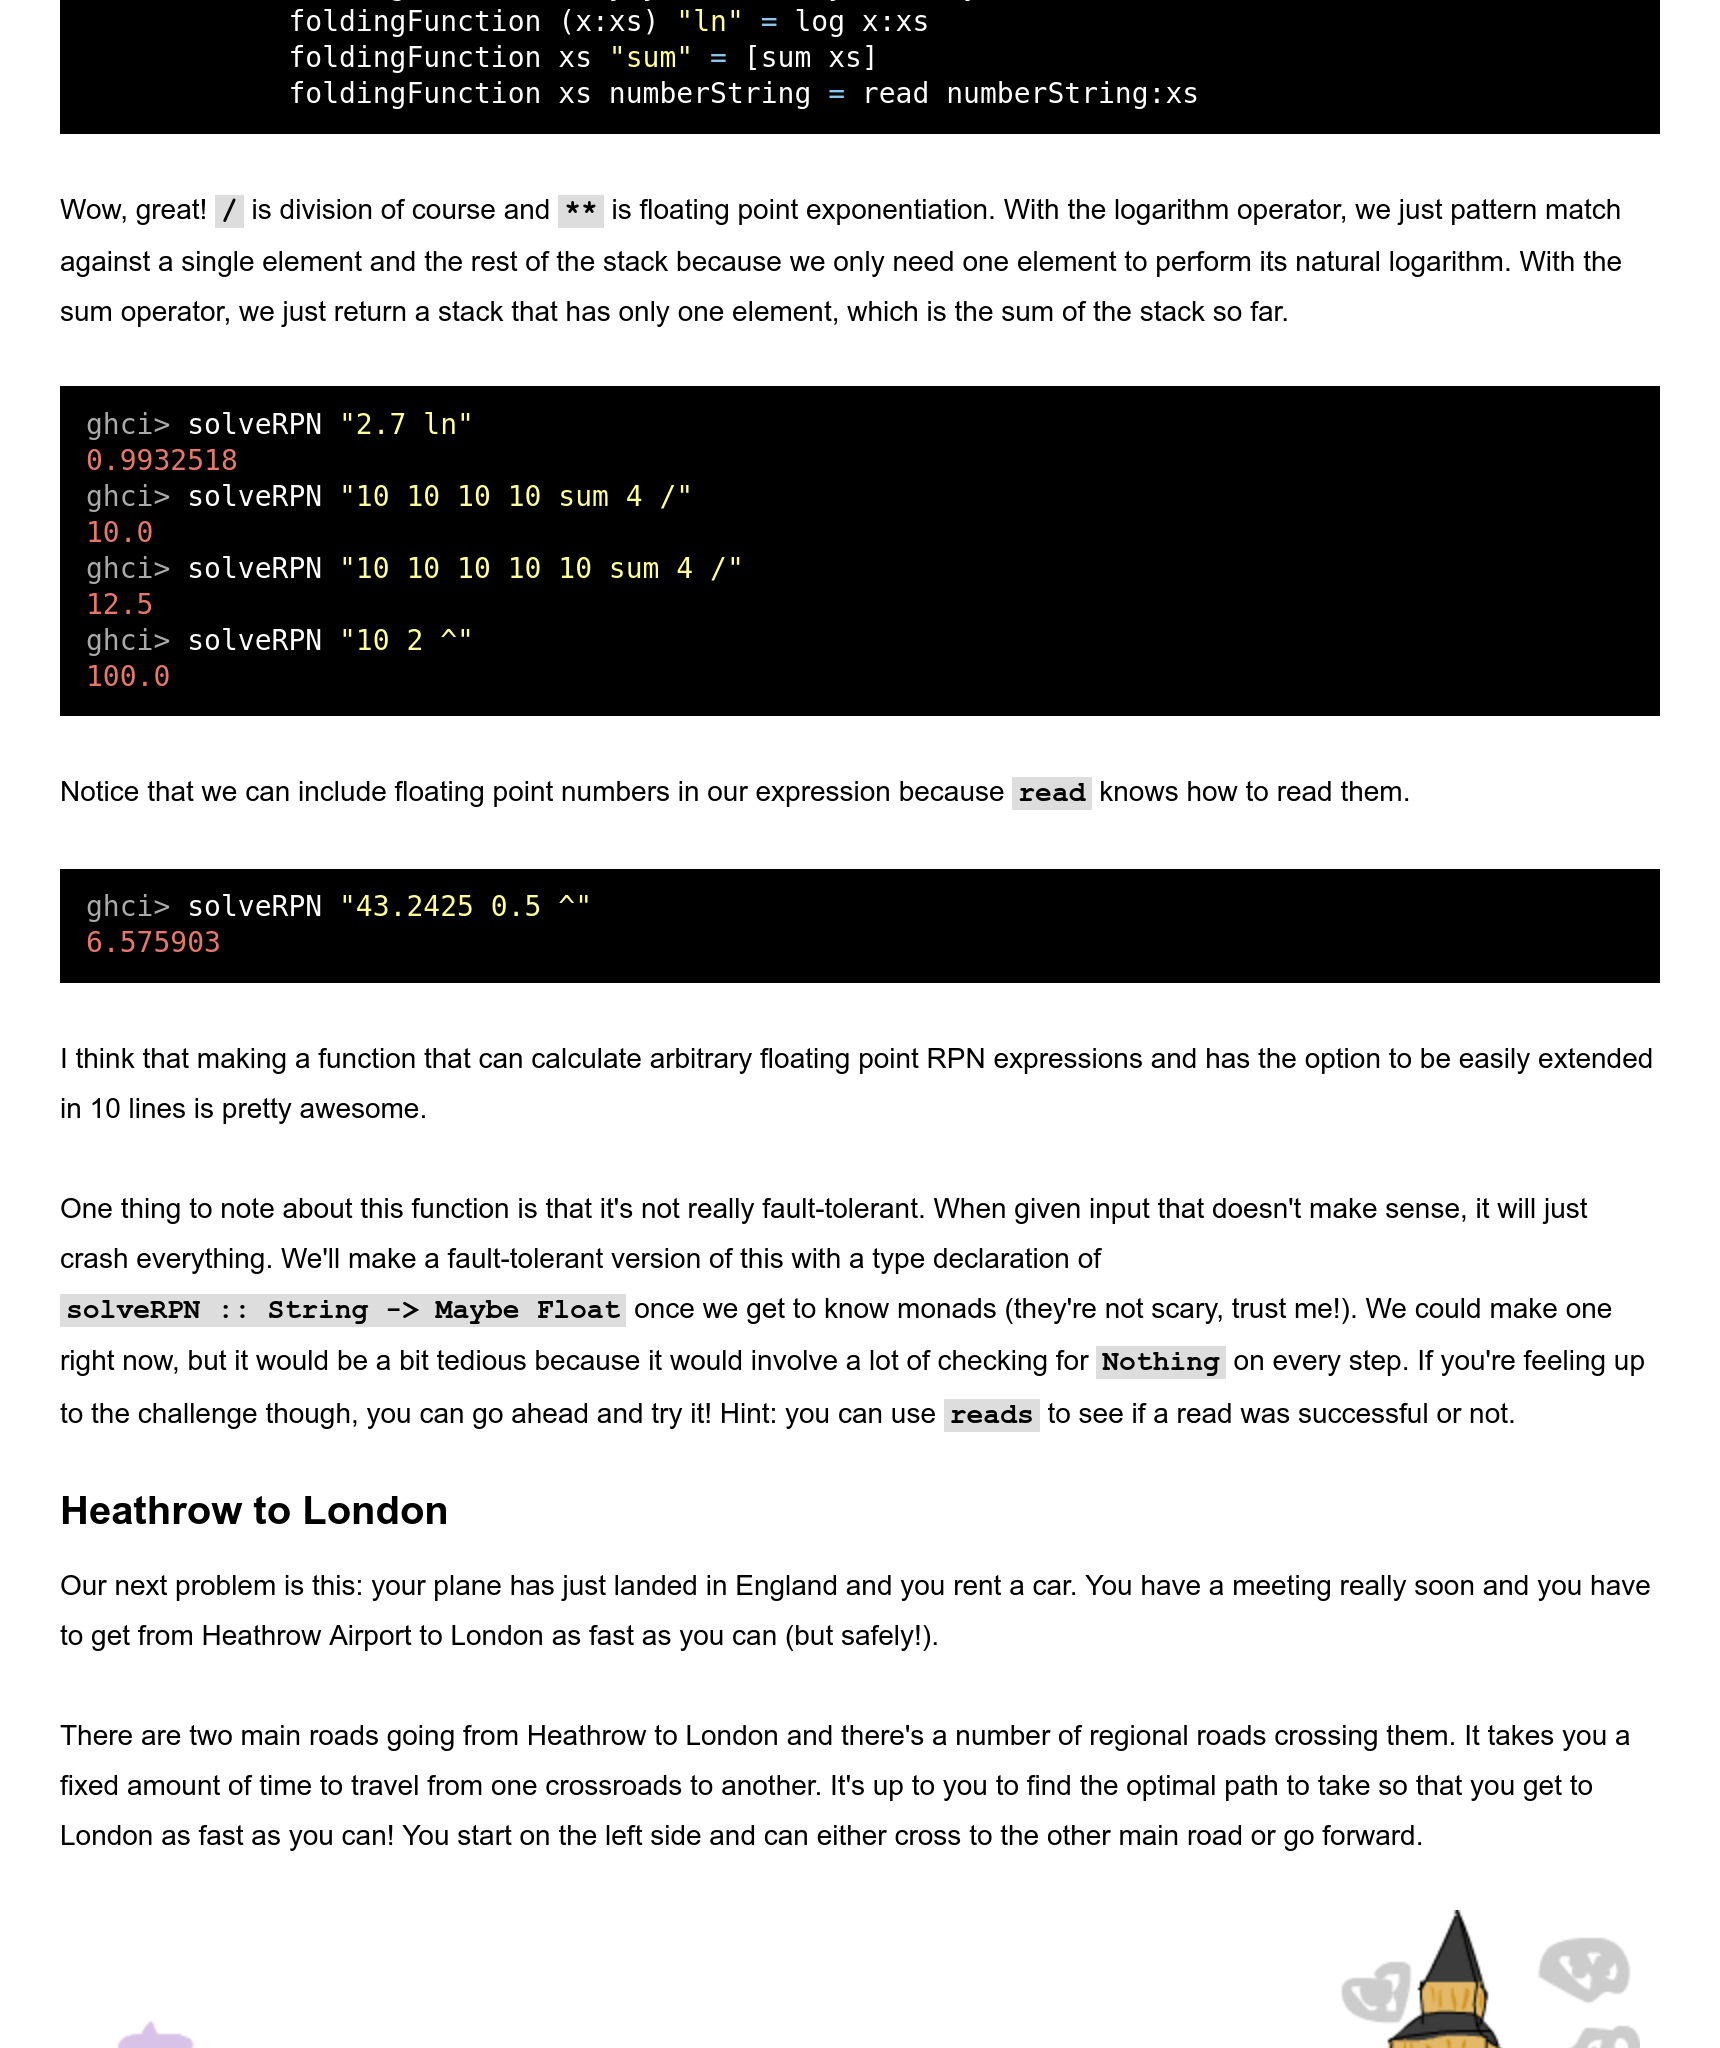 foldingFunction (x:xs) "ln" = log x:xs
foldingFunction xs "sum" = [sum xs]
foldingFunction xs numberString = read numberString:xs
Wow, great! / is division of course and ** is floating point exponentiation. With the logarithm operator, we just pattern match
against a single element and the rest of the stack because we only need one element to perform its natural logarithm. With the
sum operator, we just return a stack that has only one element, which is the sum of the stack so far.
ghci> solveRPN "2.7 ln"
0.9932518
ghci> solveRPN "10 10 10 10 sum 4 /"
10.0
ghci> solveRPN "10 10 10 10 10 sum 4 /"
12.5
ghci> solveRPN "10 2 ^"
100.0
Notice that we can include floating point numbers in our expression because read knows how to read them.
ghci> solveRPN "43.2425 0.5 ^"
6.575903
I think that making a function that can calculate arbitrary floating point RPN expressions and has the option to be easily extended
in 10 lines is pretty awesome.
One thing to note about this function is that it's not really fault-tolerant. When given input that doesn't make sense, it will just
crash everything. We'll make a fault-tolerant version of this with a type declaration of
solveRPN :: String -> Maybe Float once we get to know monads (they're not scary, trust me!). We could make one
right now, but it would be a bit tedious because it would involve a lot of checking for Nothing on every step. If you're feeling up
to the challenge though, you can go ahead and try it! Hint: you can use reads to see if a read was successful or not.
Heathrow to London
Our next problem is this: your plane has just landed in England and you rent a car. You have a meeting really soon and you have
to get from Heathrow Airport to London as fast as you can (but safely!).
There are two main roads going from Heathrow to London and there's a number of regional roads crossing them. It takes you a
fixed amount of time to travel from one crossroads to another. It's up to you to find the optimal path to take so that you get to
London as fast as you can! You start on the left side and can either cross to the other main road or go forward.